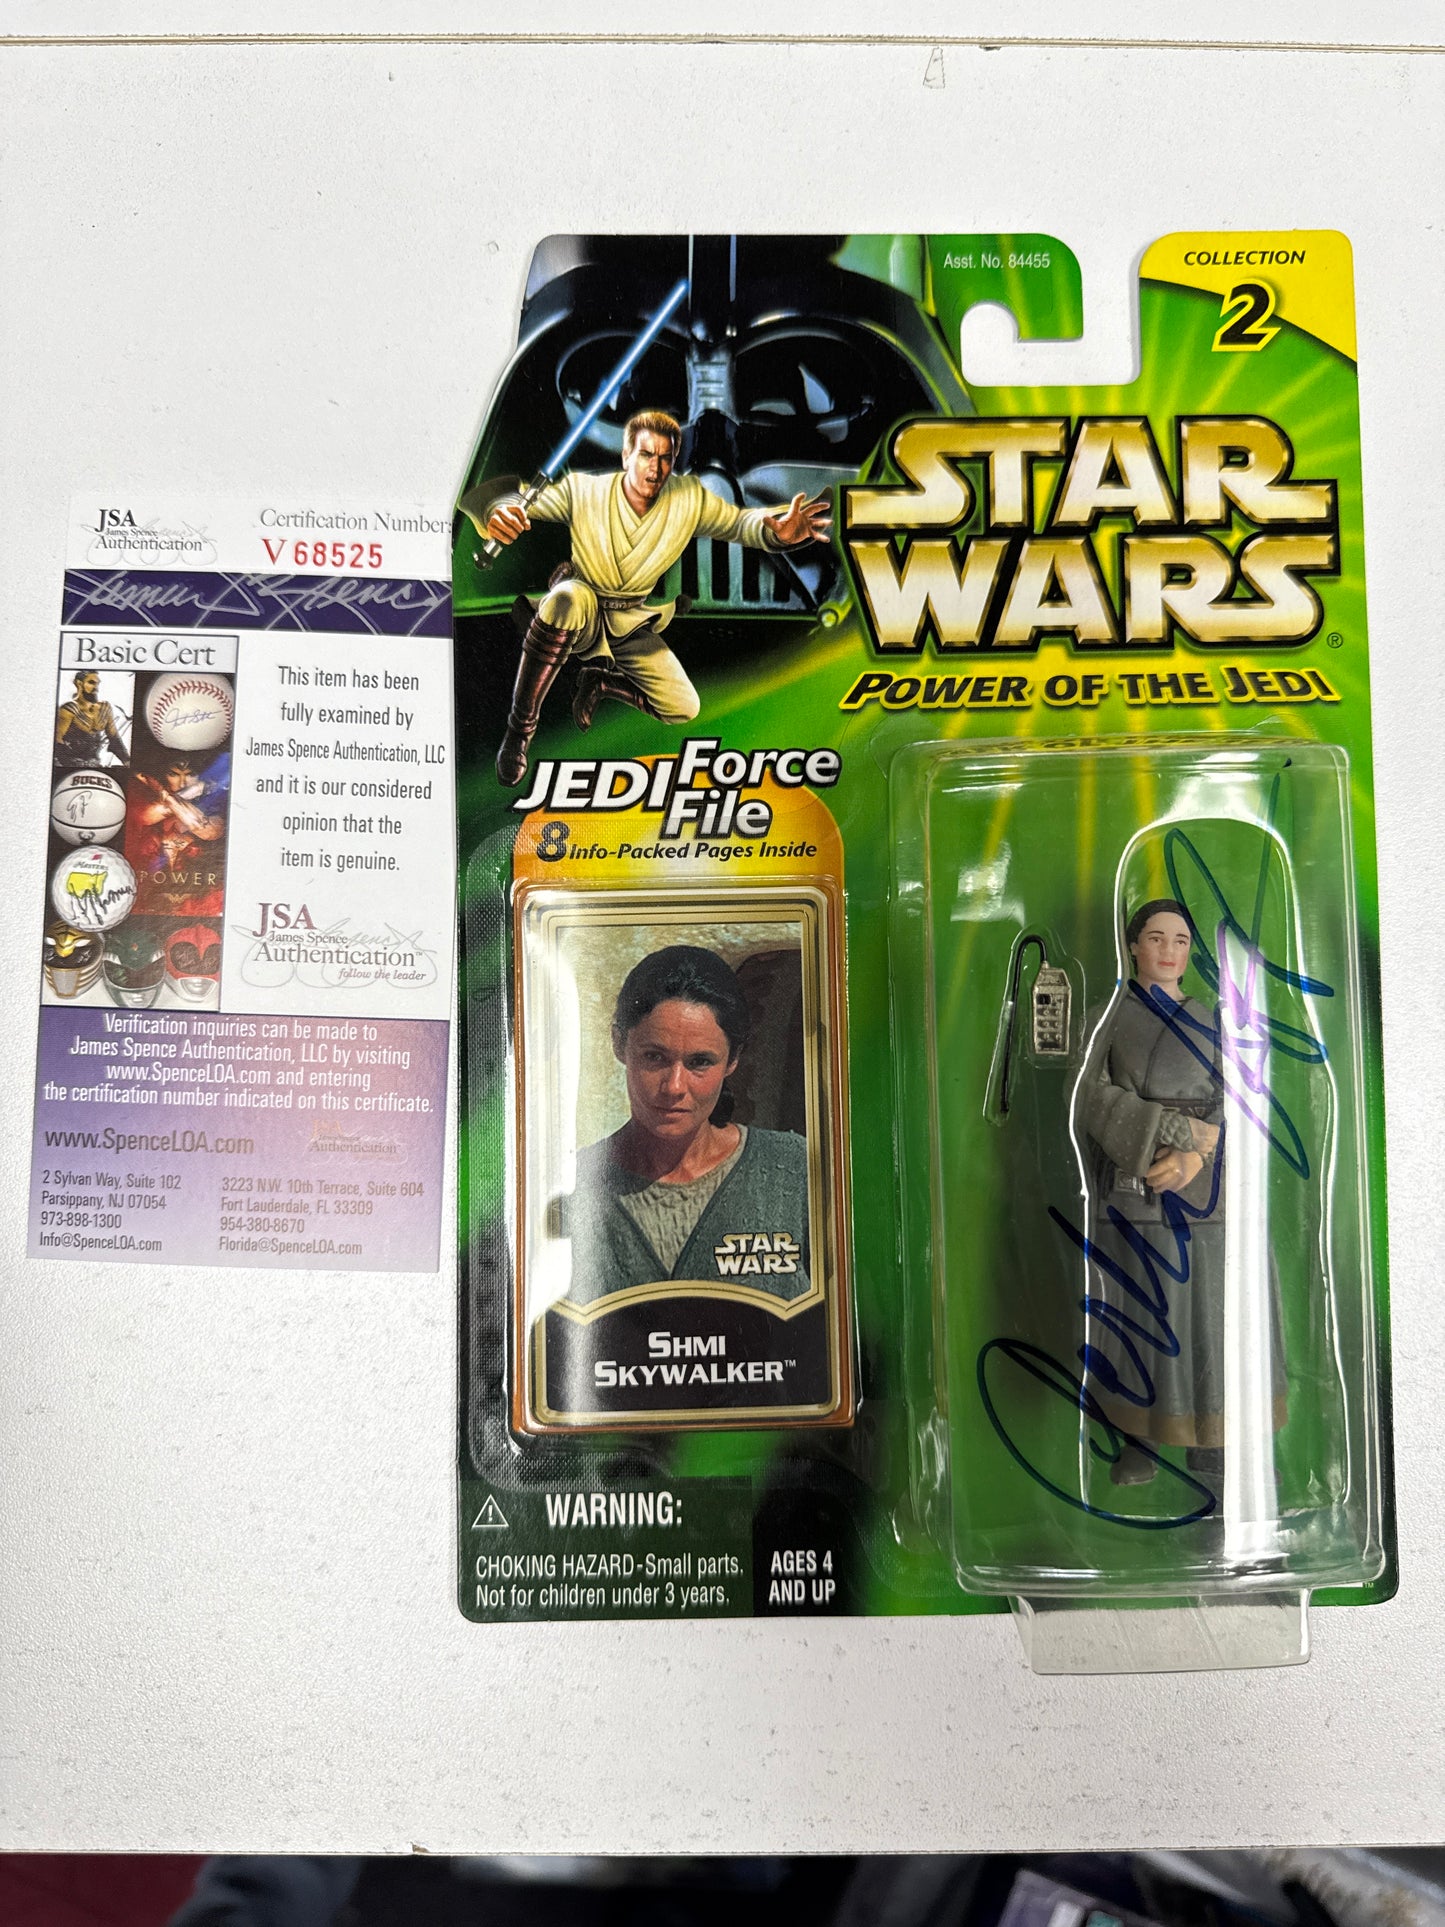 JSA
James Spence
Authentication
Certification Number:
V68525
Basic Cert
BUCKS
MASTERS
POWER
This item has been
fully examined by
James Spence Authentication, LLC
and it is our considered
opinion that the
item is genuine.
JSA
James Spence
Authentication™
follow the leader
Verification inquiries can be made to
James Spence Authentication, LLC by visiting
www.SpenceLOA.com and entering
the certification number indicated on this certificate.
www.SpenceLOA.com
2 Sylvan Way, Suite 102
Parsippany, NJ 07054
973-898-1300
Info@SpenceLOA.com
3223 N.W. 10th Terrace, Suite 604
Fort Lauderdale, FL 33309
954-380-8670
Florida@SpenceLOA.com
Asst. No. 84455
COLLECTION
2
STAR
WARS®
POWER OF THE JEDI
JEDI Force
File
8 Info-Packed Pages Inside
STAR
WARS
SHMI
SKYWALKER™
⚠ WARNING:
CHOKING HAZARD-Small parts.
Not for children under 3 years.
AGES 4
AND UP